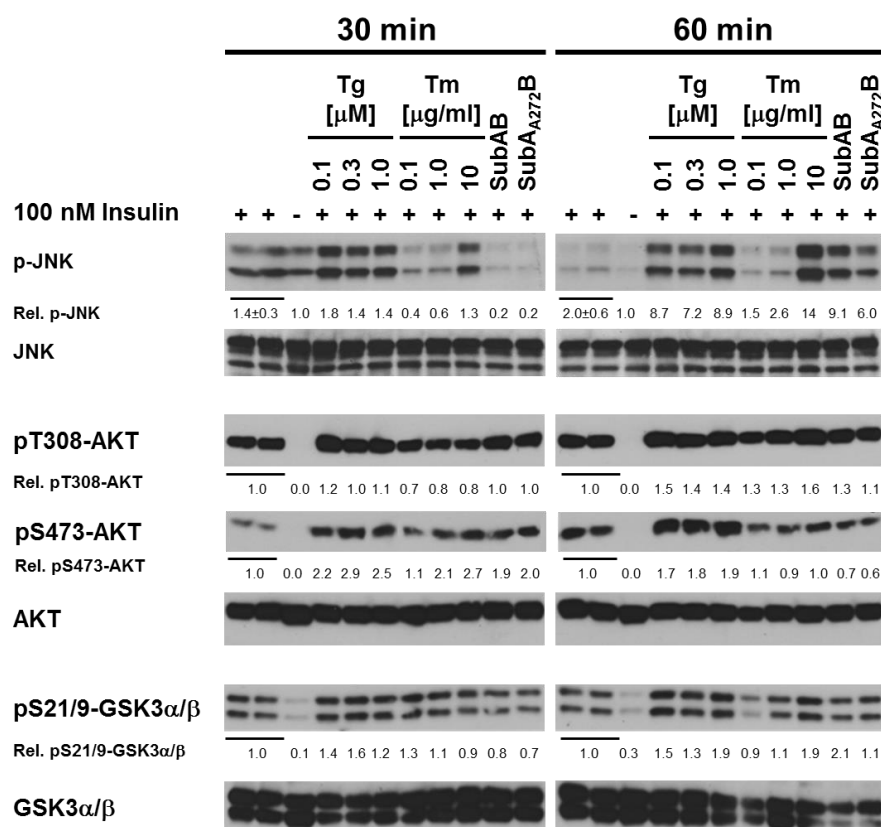 30 min 60 min
Tg Tm Tg Tm
[μM] [μg/ml] SubAB SubA_A272B [μM] [μg/ml] SubAB SubA_A272B
0.1 0.3 1.0 0.1 1.0 10 0.1 0.3 1.0 0.1 1.0 10
100 nM Insulin + + - + + + + + + + + + + - + + + + + + + +
p-JNK
Rel. p-JNK 1.4±0.3 1.0 1.8 1.4 1.4 0.4 0.6 1.3 0.2 0.2 2.0±0.6 1.0 8.7 7.2 8.9 1.5 2.6 14 9.1 6.0
JNK
pT308-AKT
Rel. pT308-AKT 1.0 0.0 1.2 1.0 1.1 0.7 0.8 0.8 1.0 1.0 1.0 0.0 1.5 1.4 1.4 1.3 1.3 1.6 1.3 1.1
pS473-AKT
Rel. pS473-AKT 1.0 0.0 2.2 2.9 2.5 1.1 2.1 2.7 1.9 2.0 1.0 0.0 1.7 1.8 1.9 1.1 0.9 1.0 0.7 0.6
AKT
pS21/9-GSK3α/β
Rel. pS21/9-GSK3α/β 1.0 0.1 1.4 1.6 1.2 1.3 1.1 0.9 0.8 0.7 1.0 0.3 1.5 1.3 1.9 0.9 1.1 1.9 2.1 1.1
GSK3α/β